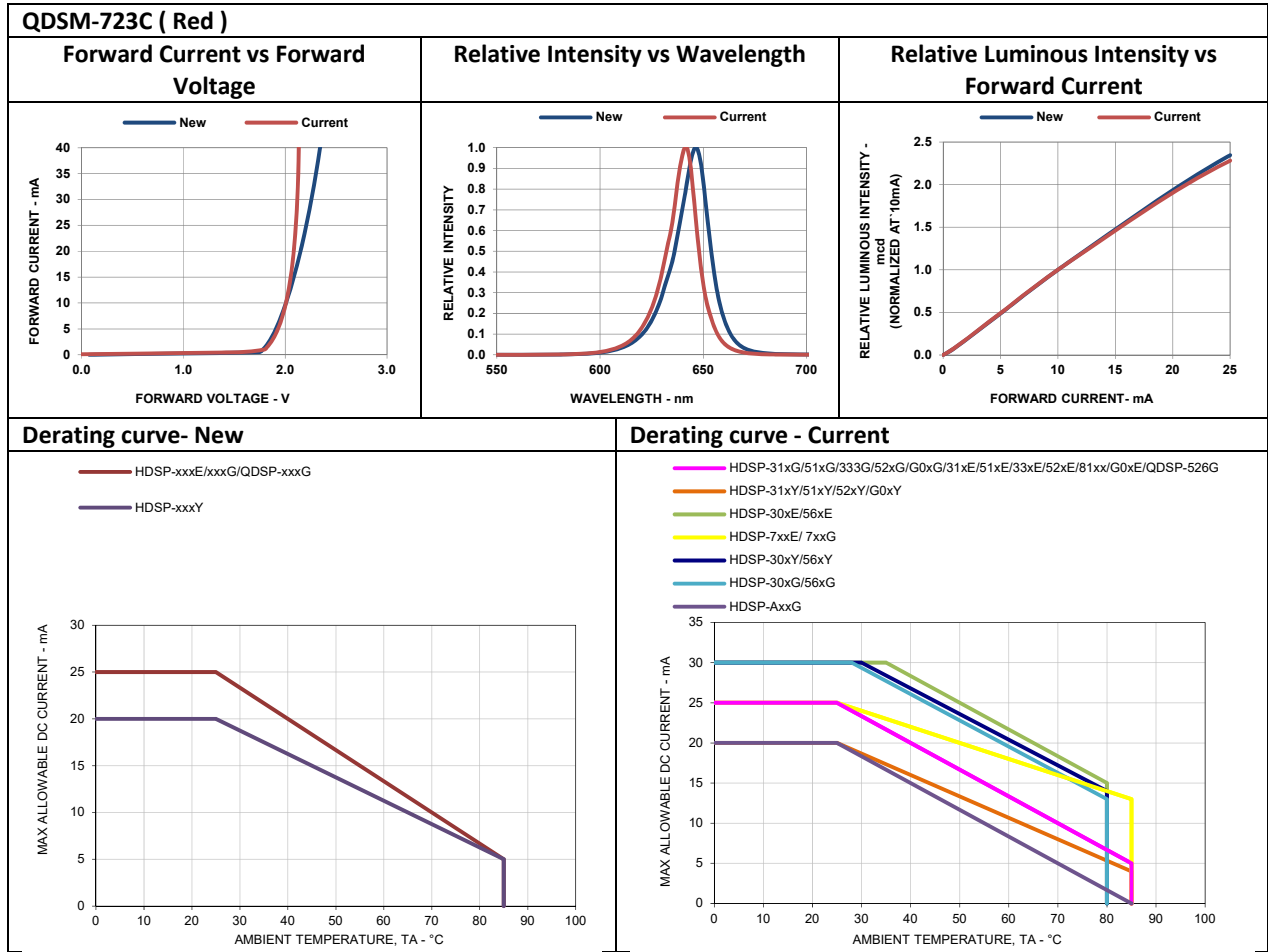 QDSM-723C ( Red )
Forward Current vs Forward
Voltage
New
Current
FORWARD CURRENT - mA
40
35
30
25
20
15
10
5
0
0.0
1.0
2.0
3.0
FORWARD VOLTAGE - V
Relative Intensity vs Wavelength
New
Current
RELATIVE INTENSITY
1.0
0.9
0.8
0.7
0.6
0.5
0.4
0.3
0.2
0.1
0.0
550
600
650
700
WAVELENGTH - nm
Relative Luminous Intensity vs
Forward Current
New
Current
RELATIVE LUMINOUS INTENSITY -
mcd
(NORMALIZED AT`10mA)
2.5
2.0
1.5
1.0
0.5
0.0
0
5
10
15
20
25
FORWARD CURRENT- mA
Derating curve- New
HDSP-xxxE/xxxG/QDSP-xxxG
HDSP-xxxY
MAX ALLOWABLE DC CURRENT - mA
30
25
20
15
10
5
0
0
10
20
30
40
50
60
70
80
90
100
AMBIENT TEMPERATURE, TA - °C
Derating curve - Current
HDSP-31xG/51xG/333G/52xG/G0xG/31xE/51xE/33xE/52xE/81xx/G0xE/QDSP-526G
HDSP-31xY/51xY/52xY/G0xY
HDSP-30xE/56xE
HDSP-7xxE/ 7xxG
HDSP-30xY/56xY
HDSP-30xG/56xG
HDSP-AxxG
MAX ALLOWABLE DC CURRENT - mA
35
30
25
20
15
10
5
0
0
10
20
30
40
50
60
70
80
90
100
AMBIENT TEMPERATURE, TA - °C